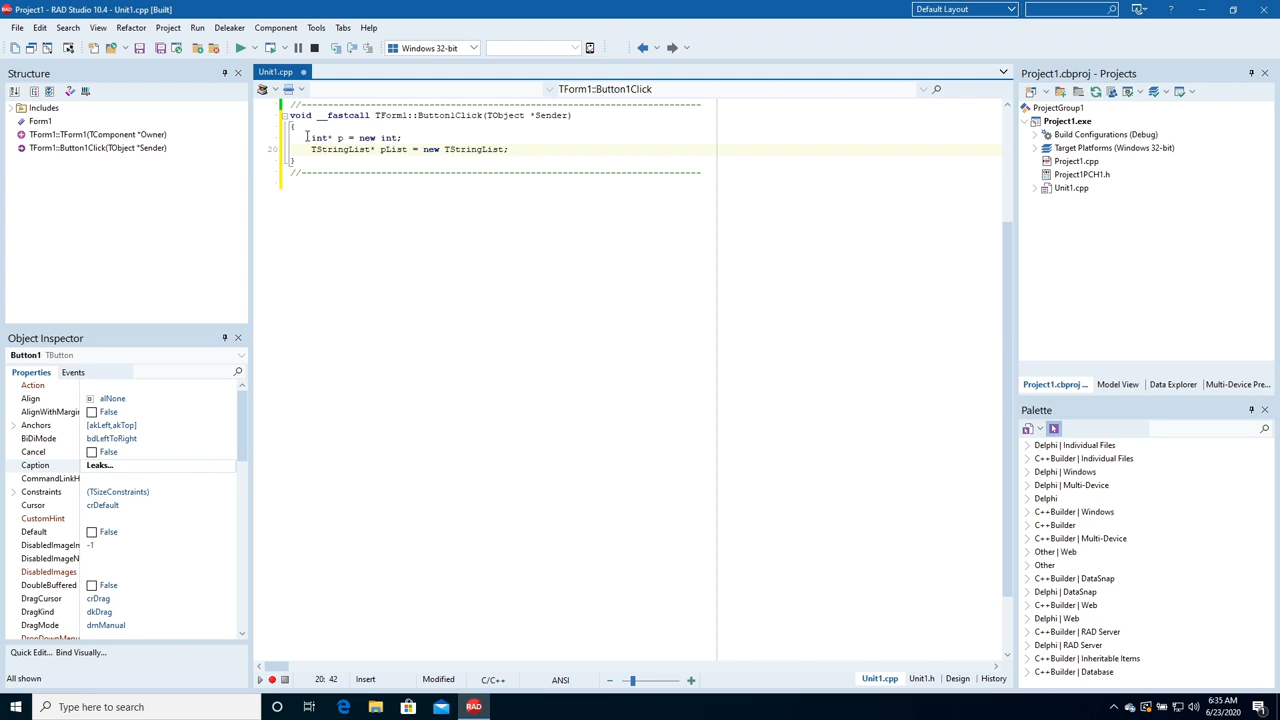 Project1 - RAD Studio 10.4 - Unit1.cpp [Built]
Default Layout
File Edit Search View Refactor Project Run Deleaker Component Tools Tabs Help
Windows 32-bit
Structure
Includes
Form1
TForm1::TForm1(TComponent *Owner)
TForm1::Button1Click(TObject *Sender)
Unit1.cpp
TForm1::Button1Click
//---------------------------------------------------------------------------
void __fastcall TForm1::Button1Click(TObject *Sender)
{
int* p = new int;
20 TStringList* pList = new TStringList;
}
//---------------------------------------------------------------------------
Project1.cbproj - Projects
ProjectGroup1
Project1.exe
Build Configurations (Debug)
Target Platforms (Windows 32-bit)
Project1.cpp
Project1PCH1.h
Unit1.cpp
Project1.cbproj ... Model View Data Explorer Multi-Device Pre...
Object Inspector
Button1 TButton
Properties Events
Action
Align alNone
AlignWithMargin False
Anchors [akLeft,akTop]
BiDiMode bdLeftToRight
Cancel False
Caption Leaks...
CommandLinkH
Constraints (TSizeConstraints)
Cursor crDefault
CustomHint
Default False
DisabledImageIn -1
DisabledImageN
DisabledImages
DoubleBuffered False
DragCursor crDrag
DragKind dkDrag
DragMode dmManual
DropDownMenu
Quick Edit... Bind Visually...
All shown
Palette
Delphi | Individual Files
C++Builder | Individual Files
Delphi | Windows
Delphi | Multi-Device
Delphi
C++Builder | Windows
C++Builder
C++Builder | Multi-Device
Other | Web
Other
C++Builder | DataSnap
Delphi | DataSnap
C++Builder | Web
Delphi | Web
C++Builder | RAD Server
Delphi | RAD Server
C++Builder | Inheritable Items
C++Builder | Database
20: 42 Insert Modified C/C++ ANSI
Unit1.cpp Unit1.h Design History
Type here to search
RAD
6:35 AM
6/23/2020
1